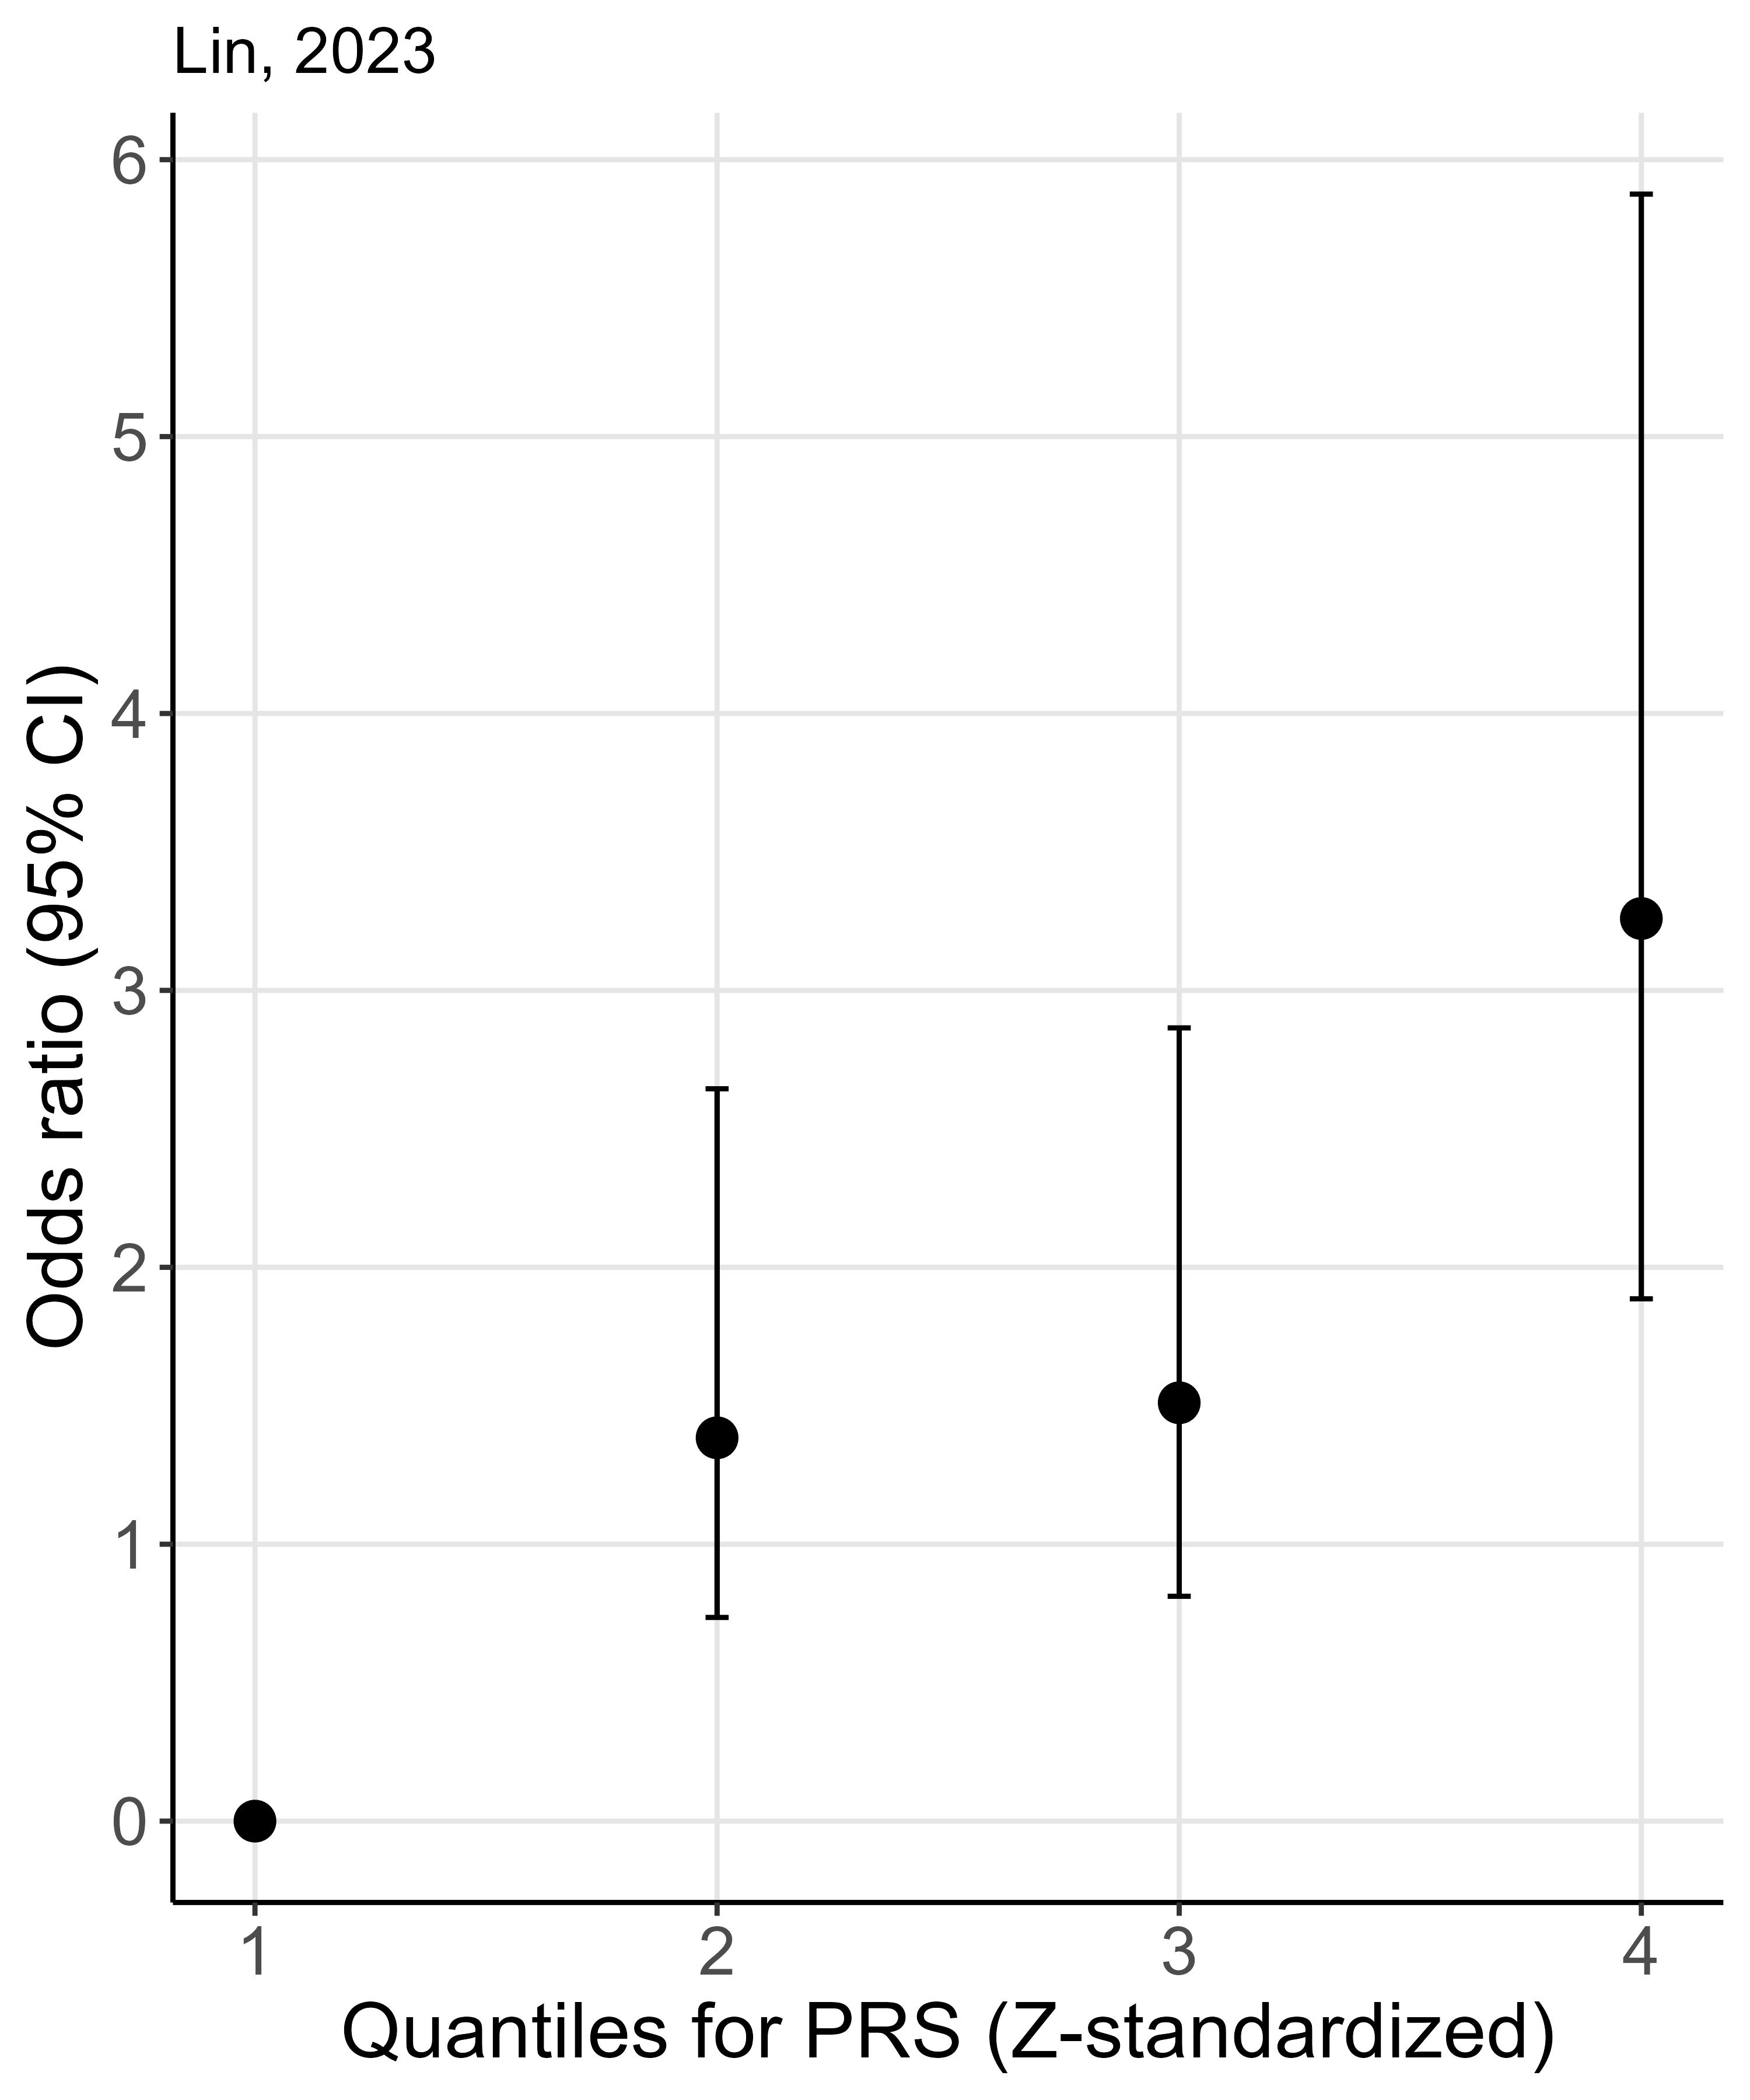 Lin, 2023
Odds ratio (95% CI)
6
5
4
3
2
1
0
1 2 3 4
Quantiles for PRS (Z-standardized)